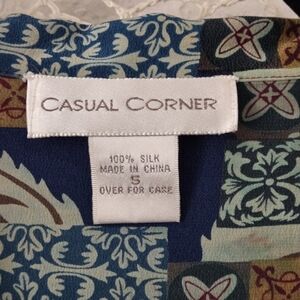 CASUAL CORNER
100% SILK
MADE IN CHINA
S
OVER FOR CARE